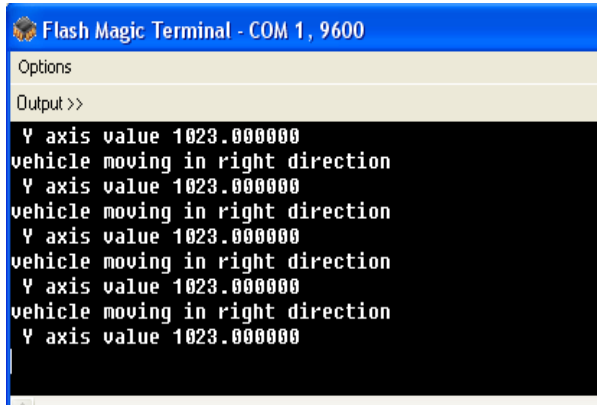 Flash Magic Terminal - COM 1, 9600
Options
Output >>
Y axis value 1023.000000
vehicle moving in right direction
Y axis value 1023.000000
vehicle moving in right direction
Y axis value 1023.000000
vehicle moving in right direction
Y axis value 1023.000000
vehicle moving in right direction
Y axis value 1023.000000